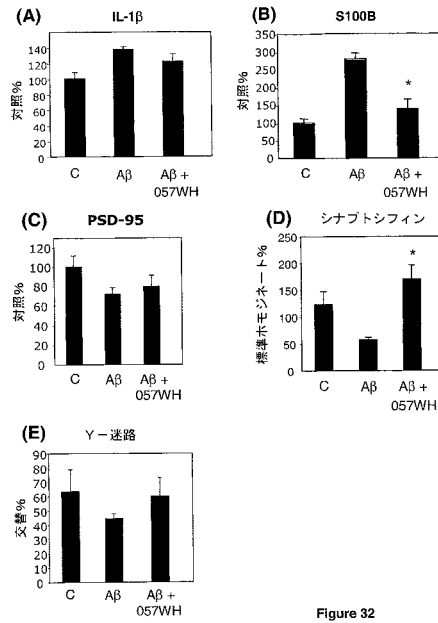 (A)
IL-1β
対照%
140
120
100
80
60
40
20
0
C
Aβ
Aβ +
057WH
(B)
S100B
対照%
300
250
200
150
100
50
0
*
C
Aβ
Aβ +
057WH
(C)
PSD-95
対照%
120
100
80
60
40
20
0
C
Aβ
Aβ +
057WH
(D)
シナプトシフィン
標準ホモジネート%
250
200
150
100
50
0
*
C
Aβ
Aβ +
057WH
(E)
Y－迷路
交替%
90
80
70
60
50
40
30
20
10
0
C
Aβ
Aβ +
057WH
Figure 32